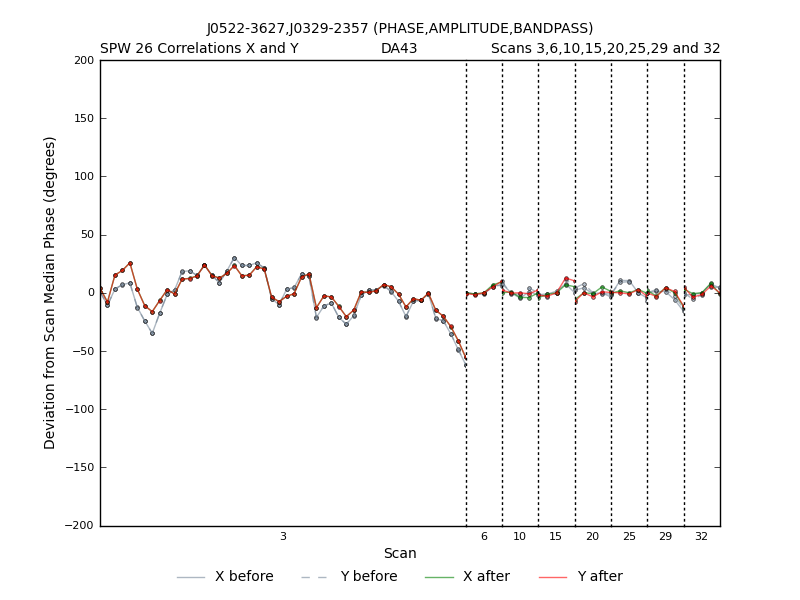 J0522-3627,J0329-2357 (PHASE,AMPLITUDE,BANDPASS)
SPW 26 Correlations X and Y DA43 Scans 3,6,10,15,20,25,29 and 32
200
150
100
50
0
−50
−100
−150
−200
Deviation from Scan Median Phase (degrees)
3 6 10 15 20 25 29 32
Scan
X before Y before X after Y after